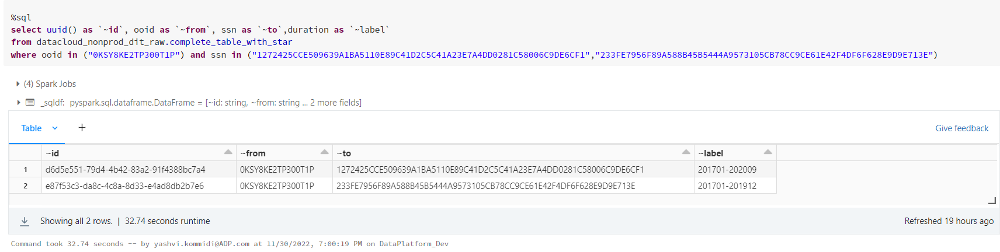 %sql
select uuid() as `~id`, ooid as `~from`, ssn as `~to`,duration as `~label`
from datacloud_nonprod_dit_raw.complete_table_with_star
where ooid in ("0KSY8KE2TP300T1P") and ssn in ("1272425CCE509639A1BA5110E89C41D2C5C41A23E7A4DD0281C58006C9DE6CF1","233FE7956F89A588B45B5444A9573105CB78CC9CE61E42F4DF6F628E9D9E713E")
(4) Spark Jobs
_sqldf: pyspark.sql.dataframe.DataFrame = [~id: string, ~from: string ... 2 more fields]
Table + Give feedback
~id ~from ~to ~label
1 d6d5e551-79d4-4b42-83a2-91f4388bc7a4 0KSY8KE2TP300T1P 1272425CCE509639A1BA5110E89C41D2C5C41A23E7A4DD0281C58006C9DE6CF1 201701-202009
2 e87f53c3-da8c-4c8a-8d33-e4ad8db2b7e6 0KSY8KE2TP300T1P 233FE7956F89A588B45B5444A9573105CB78CC9CE61E42F4DF6F628E9D9E713E 201701-201912
Showing all 2 rows. | 32.74 seconds runtime Refreshed 19 hours ago
Command took 32.74 seconds -- by yashvi.kommidi@ADP.com at 11/30/2022, 7:00:19 PM on DataPlatform_Dev